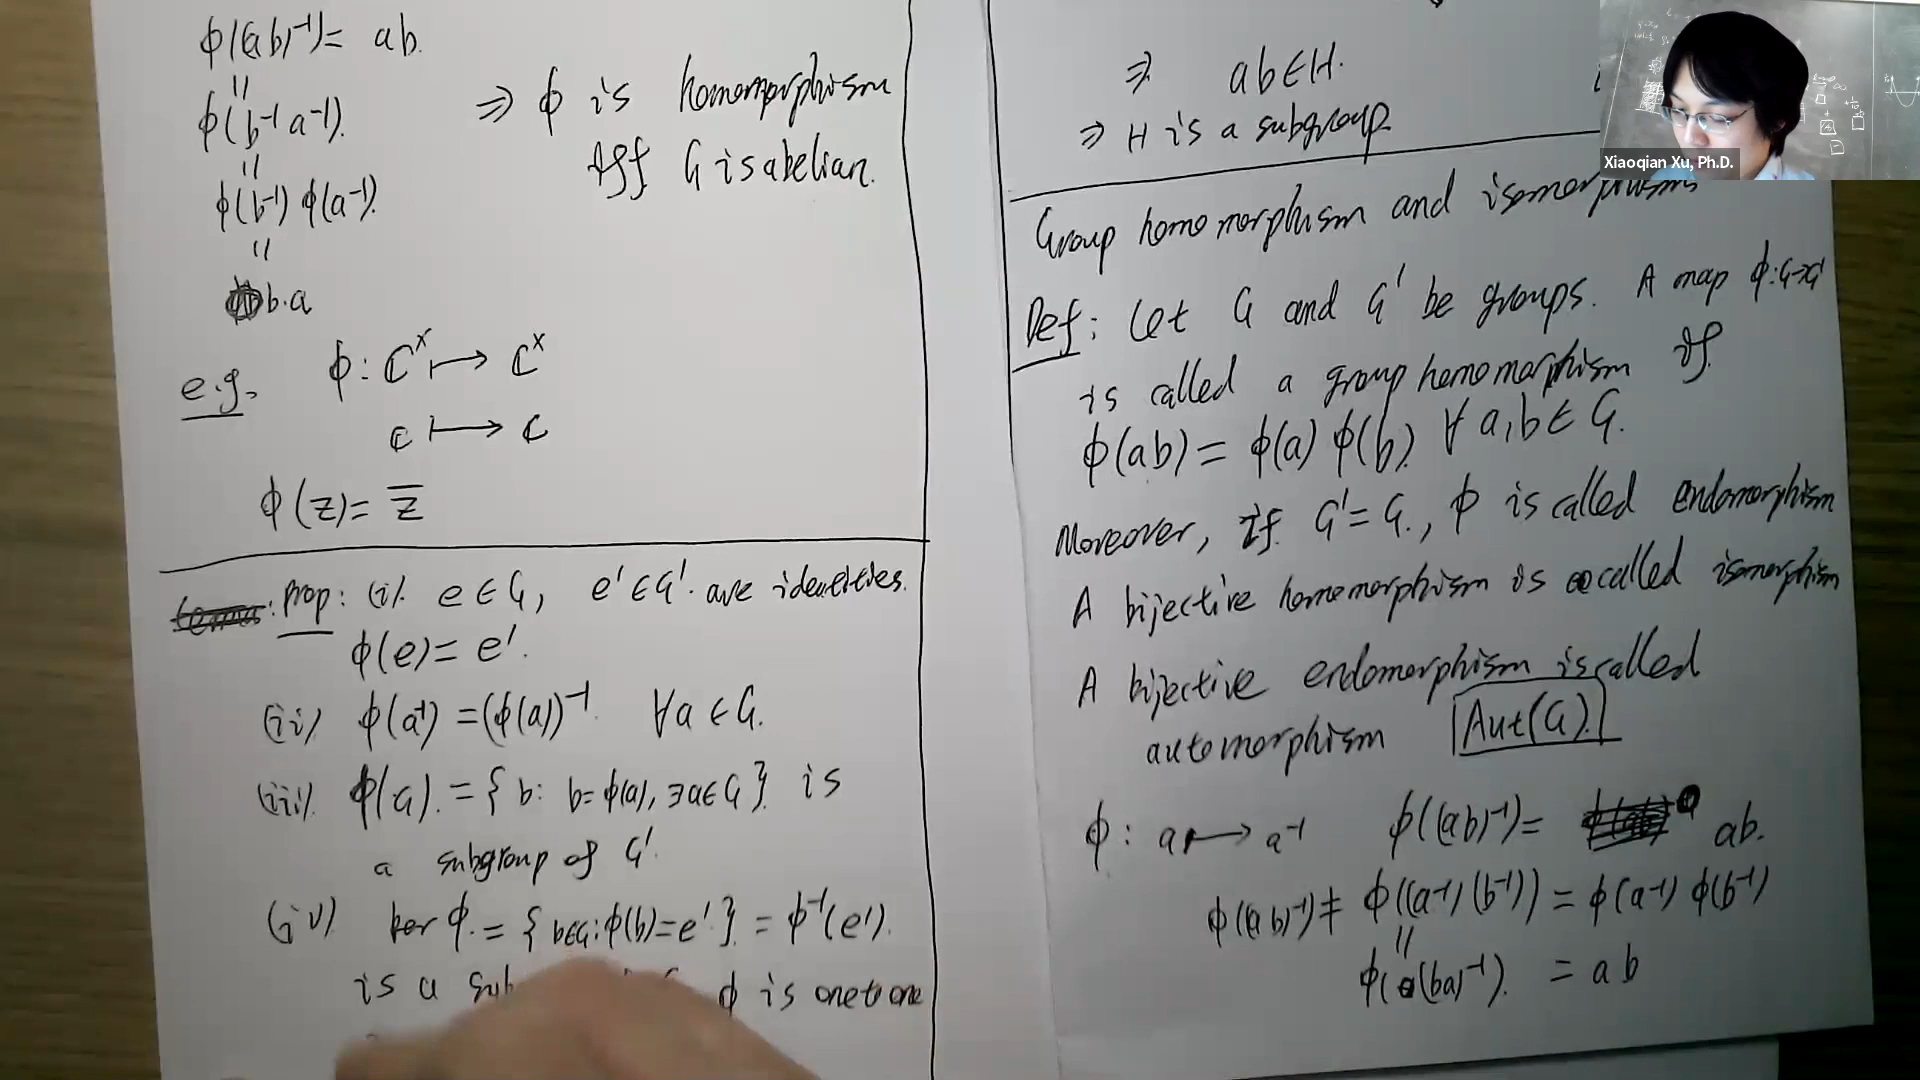 φ((ab)⁻¹) = ab.
||
φ(b⁻¹a⁻¹).
||
φ(b⁻¹) φ(a⁻¹).
||
b·a
⇒ φ is homomorphism
iff G is abelian.
e.g. φ: C^x ↦ C^x
c ↦ c
φ(z) = z̅
prop: (i). e ∈ G, e' ∈ G'. are identities.
φ(e) = e'.
(ii) φ(a⁻¹) = (φ(a))⁻¹. ∀a ∈ G.
(iii). φ(G). = { b: b = φ(a), ∃a∈G }. is
a subgroup of G'.
(iv) ker φ. = { b∈G: φ(b) = e' }. = φ⁻¹(e').
is a φ is one to one
⇒ ab ∈ H.
⇒ H is a subgroup.
Xiaoqian Xu, Ph.D.
Group homomorphism and isomorphism
Def: Let G and G' be groups. A map φ: G→G'
is called a group homomorphism if.
φ(ab) = φ(a) φ(b). ∀ a,b ∈ G.
Moreover, if G' = G., φ is called endomorphism
A bijective homomorphism is called isomorphism
A bijective endomorphism is called
automorphism Aut(G).
φ: a ↦ a⁻¹ φ((ab)⁻¹) = ab.
φ((ab)⁻¹) ≠ φ((a⁻¹)(b⁻¹)) = φ(a⁻¹) φ(b⁻¹)
||
φ((ba)⁻¹). = ab